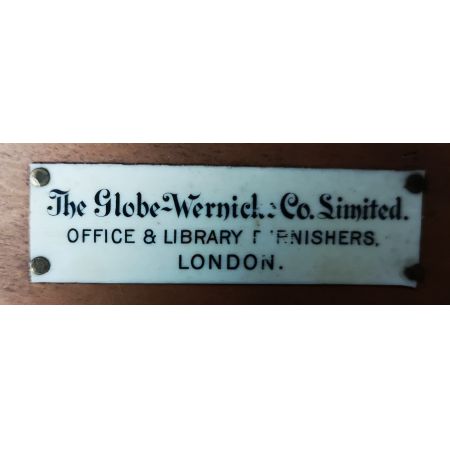 The Globe-Wernicke Co. Limited.
OFFICE & LIBRARY FURNISHERS,
LONDON.